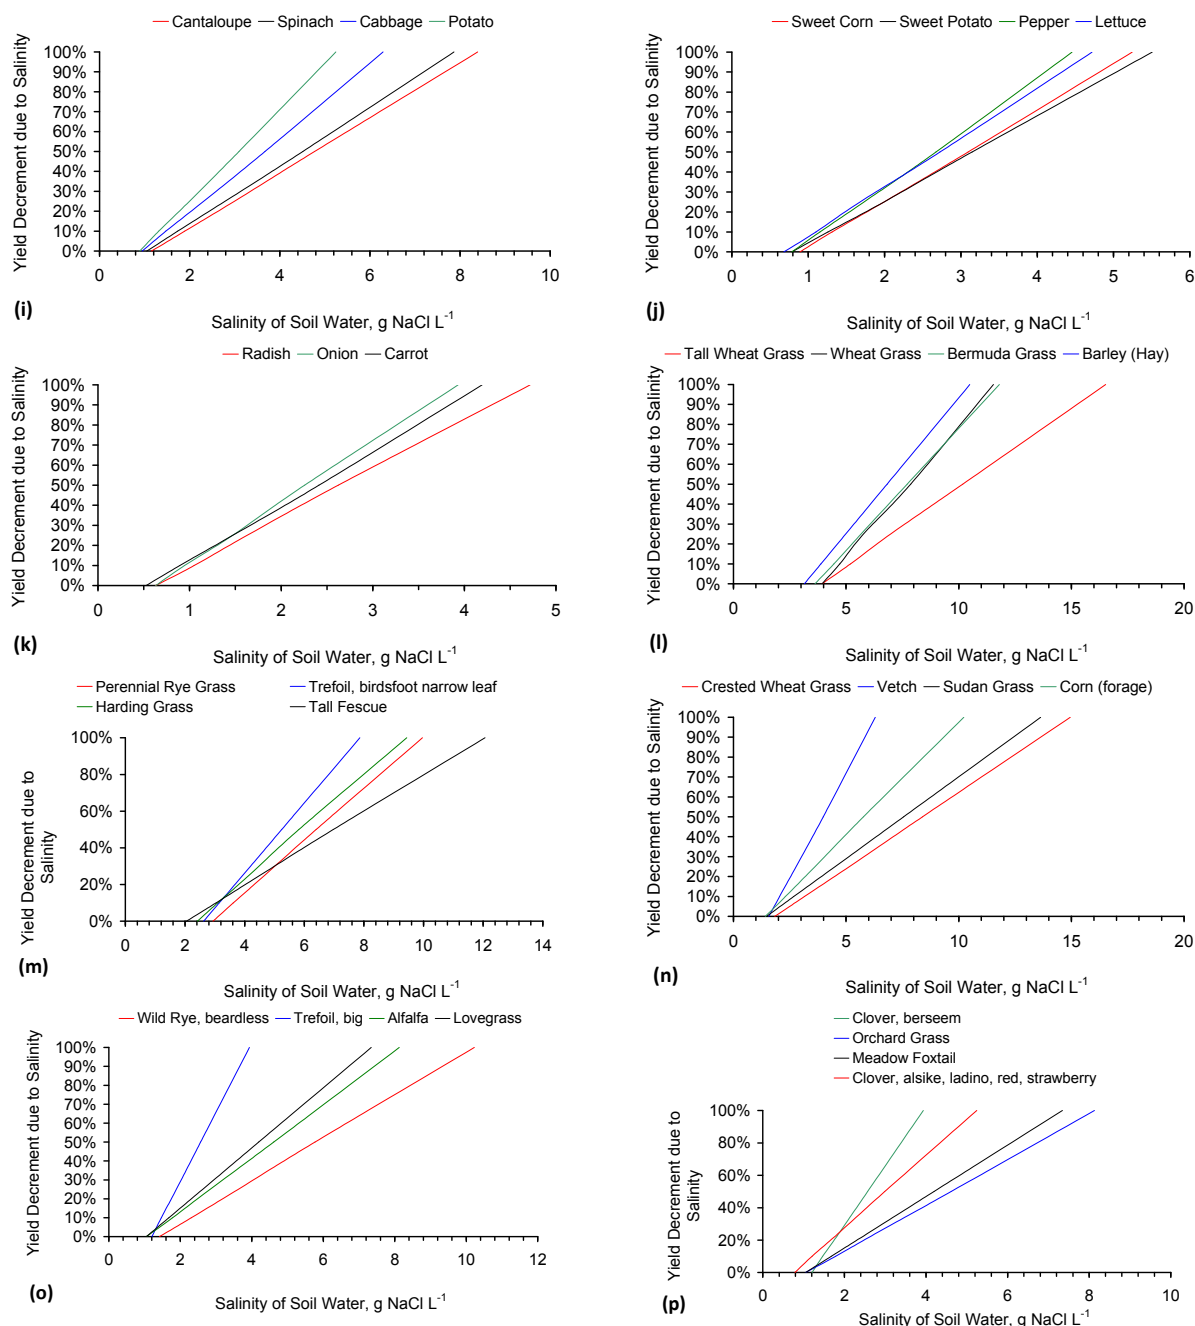 Cantaloupe Spinach Cabbage Potato
Yield Decrement due to Salinity
100%
90%
80%
70%
60%
50%
40%
30%
20%
10%
0%
0 2 4 6 8 10
(i)
Salinity of Soil Water, g NaCl L-1
Sweet Corn Sweet Potato Pepper Lettuce
Yield Decrement due to Salinity
100%
90%
80%
70%
60%
50%
40%
30%
20%
10%
0%
0 1 2 3 4 5 6
(j)
Salinity of Soil Water, g NaCl L-1
Radish Onion Carrot
Yield Decrement due to Salinity
100%
90%
80%
70%
60%
50%
40%
30%
20%
10%
0%
0 1 2 3 4 5
(k)
Salinity of Soil Water, g NaCl L-1
Tall Wheat Grass Wheat Grass Bermuda Grass Barley (Hay)
Yield Decrement due to Salinity
100%
90%
80%
70%
60%
50%
40%
30%
20%
10%
0%
0 5 10 15 20
(l)
Salinity of Soil Water, g NaCl L-1
Perennial Rye Grass Trefoil, birdsfoot narrow leaf
Harding Grass Tall Fescue
Yield Decrement due to
Salinity
100%
80%
60%
40%
20%
0%
0 2 4 6 8 10 12 14
(m)
Salinity of Soil Water, g NaCl L-1
Crested Wheat Grass Vetch Sudan Grass Corn (forage)
Yield Decrement due to Salinity
100%
90%
80%
70%
60%
50%
40%
30%
20%
10%
0%
0 5 10 15 20
(n)
Salinity of Soil Water, g NaCl L-1
Wild Rye, beardless Trefoil, big Alfalfa Lovegrass
Yield Decrement due to Salinity
100%
90%
80%
70%
60%
50%
40%
30%
20%
10%
0%
0 2 4 6 8 10 12
(o)
Salinity of Soil Water, g NaCl L-1
Clover, berseem
Orchard Grass
Meadow Foxtail
Clover, alsike, ladino, red, strawberry
Yield Decrement due to
Salinity
100%
80%
60%
40%
20%
0%
0 2 4 6 8 10
(p)
Salinity of Soil Water, g NaCl L-1